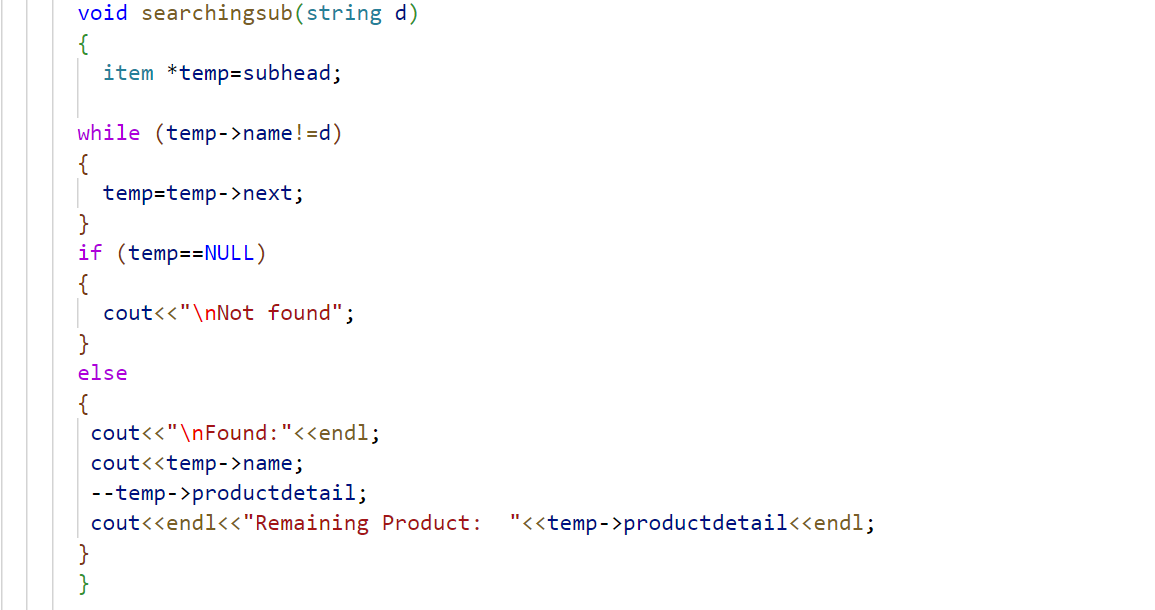 void searchingsub(string d)
{
  item *temp=subhead;
while (temp->name!=d)
{
  temp=temp->next;
}
if (temp==NULL)
{
  cout<<"\nNot found";
}
else
{
 cout<<"\nFound:"<<endl;
 cout<<temp->name;
 --temp->productdetail;
 cout<<endl<<"Remaining Product:  "<<temp->productdetail<<endl;
}
}